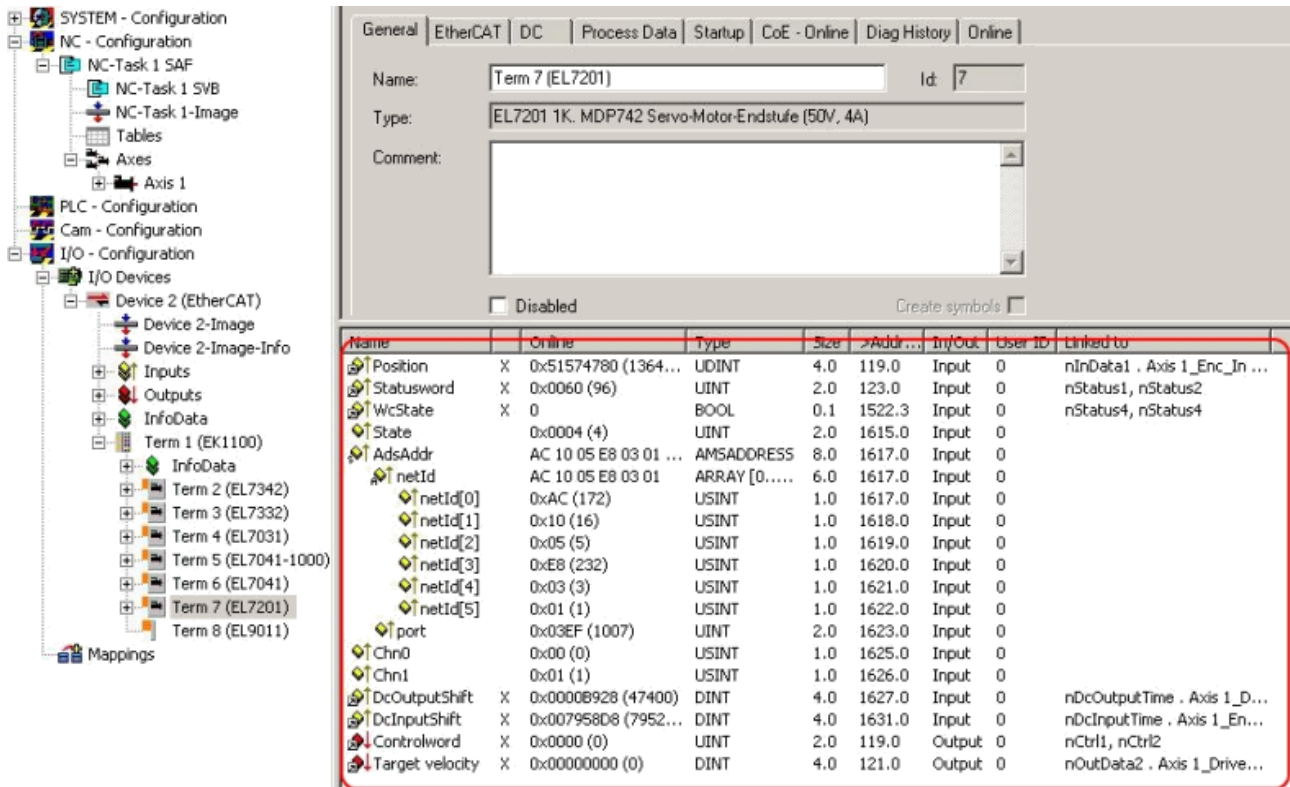 SYSTEM - Configuration
NC - Configuration
NC-Task 1 SAF
NC-Task 1 SVB
NC-Task 1-Image
Tables
Axes
Axis 1
PLC - Configuration
Cam - Configuration
I/O - Configuration
I/O Devices
Device 2 (EtherCAT)
Device 2-Image
Device 2-Image-Info
Inputs
Outputs
InfoData
Term 1 (EK1100)
InfoData
Term 2 (EL7342)
Term 3 (EL7332)
Term 4 (EL7031)
Term 5 (EL7041-1000)
Term 6 (EL7041)
Term 7 (EL7201)
Term 8 (EL9011)
Mappings
General EtherCAT DC Process Data Startup CoE - Online Diag History Online
Name: Term 7 (EL7201) Id: 7
Type: EL7201 1K. MDP742 Servo-Motor-Endstufe (50V, 4A)
Comment:
Disabled Create symbols
Name Online Type Size >Addr... In/Out User ID Linked to
Position X 0x51574780 (1364... UDINT 4.0 119.0 Input 0 nInData1 . Axis 1_Enc_In ...
Statusword X 0x0060 (96) UINT 2.0 123.0 Input 0 nStatus1, nStatus2
WcState X 0 BOOL 0.1 1522.3 Input 0 nStatus4, nStatus4
State 0x0004 (4) UINT 2.0 1615.0 Input 0
AdsAddr AC 10 05 E8 03 01 ... AMSADDRESS 8.0 1617.0 Input 0
netId AC 10 05 E8 03 01 ARRAY [0..... 6.0 1617.0 Input 0
netId[0] 0xAC (172) USINT 1.0 1617.0 Input 0
netId[1] 0x10 (16) USINT 1.0 1618.0 Input 0
netId[2] 0x05 (5) USINT 1.0 1619.0 Input 0
netId[3] 0xE8 (232) USINT 1.0 1620.0 Input 0
netId[4] 0x03 (3) USINT 1.0 1621.0 Input 0
netId[5] 0x01 (1) USINT 1.0 1622.0 Input 0
port 0x03EF (1007) UINT 2.0 1623.0 Input 0
Chn0 0x00 (0) USINT 1.0 1625.0 Input 0
Chn1 0x01 (1) USINT 1.0 1626.0 Input 0
DcOutputShift X 0x0000B928 (47400) DINT 4.0 1627.0 Input 0 nDcOutputTime . Axis 1_D...
DcInputShift X 0x007958D8 (7952... DINT 4.0 1631.0 Input 0 nDcInputTime . Axis 1_En...
Controlword X 0x0000 (0) UINT 2.0 119.0 Output 0 nCtrl1, nCtrl2
Target velocity X 0x00000000 (0) DINT 4.0 121.0 Output 0 nOutData2 . Axis 1_Drive...